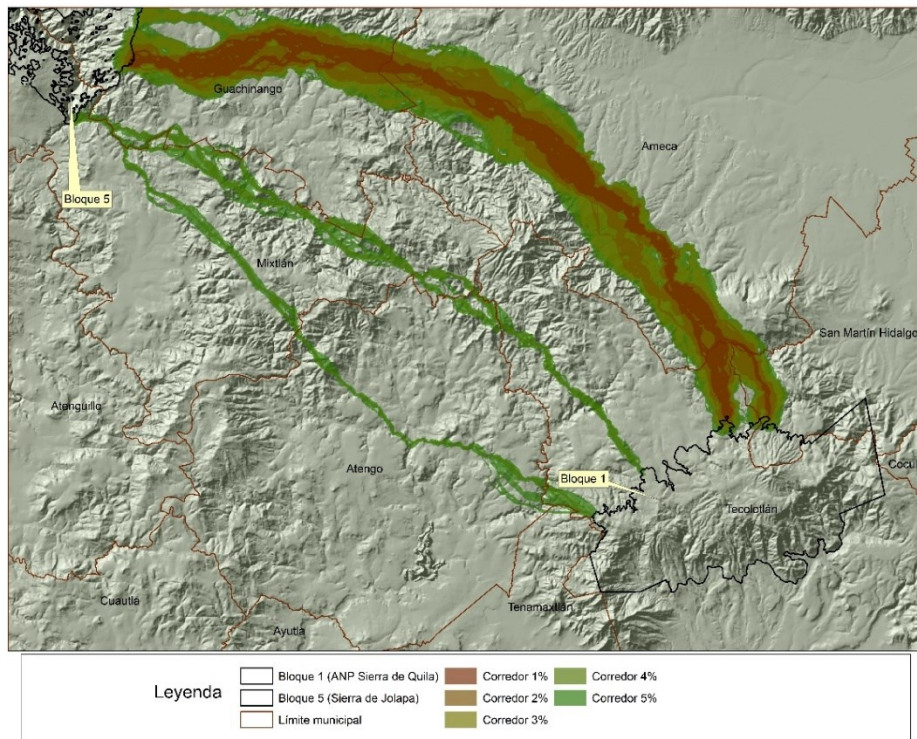 Guachinango
Ameca
Bloque 5
Mixtlán
San Martín Hidalgo
Atenguillo
Atengo
Bloque 1
Cocu
Tecolotlán
Cuautla
Tenamaxtlán
Ayutla
Leyenda
Bloque 1 (ANP Sierra de Quila)
Bloque 5 (Sierra de Jolapa)
Límite municipal
Corredor 1%
Corredor 2%
Corredor 3%
Corredor 4%
Corredor 5%